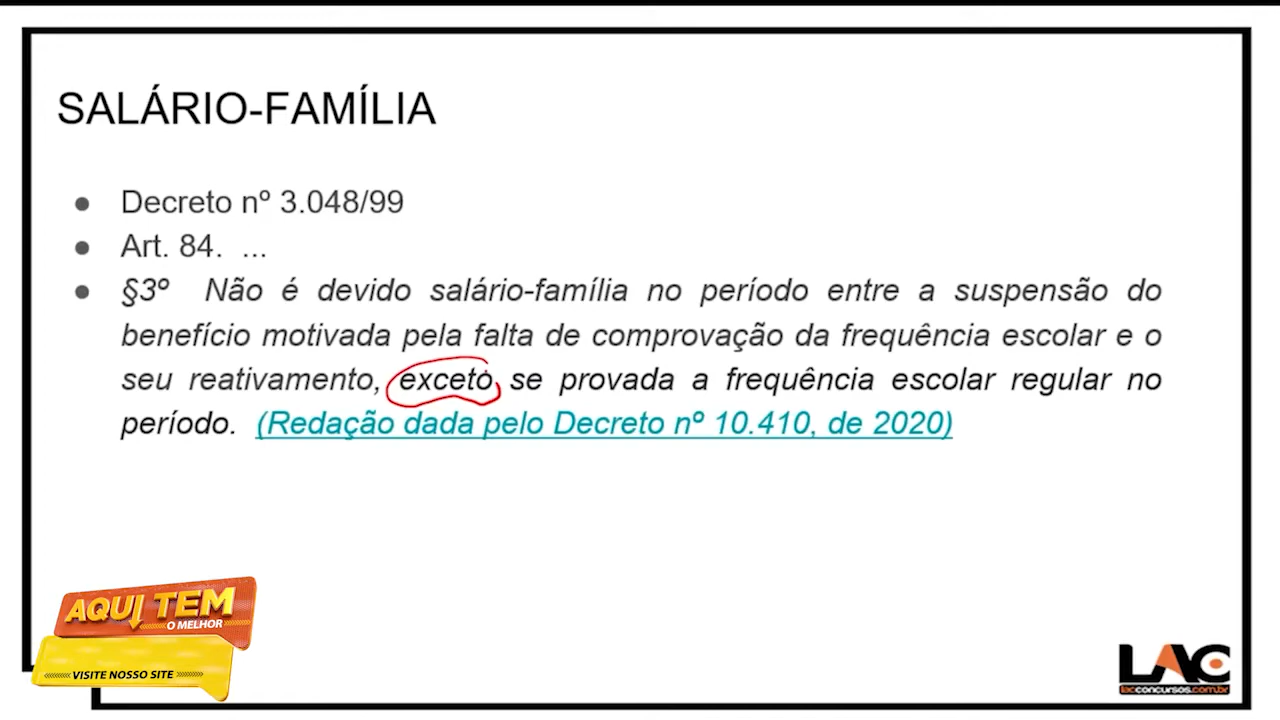 SALÁRIO-FAMÍLIA
● Decreto nº 3.048/99
● Art. 84. ...
● §3º Não é devido salário-família no período entre a suspensão do
benefício motivada pela falta de comprovação da frequência escolar e o
seu reativamento, exceto se provada a frequência escolar regular no
período. (Redação dada pelo Decreto nº 10.410, de 2020)
AQUI TEM
O MELHOR
VISITE NOSSO SITE
LAC
lacconcursos.com.br